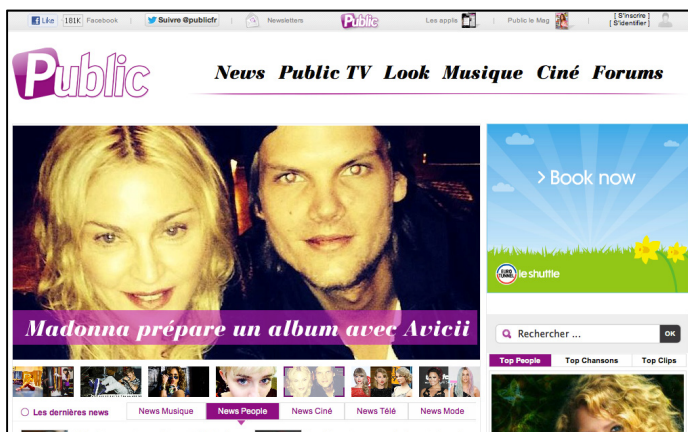 Like 181K Facebook | Suivre @publicfr | Newsletters Public Les applis | Public le Mag | [ S'inscrire ]
[ S'identifier ]
Public
News Public TV Look Musique Ciné Forums
> Book now
EURO TUNNEL le shuttle
Madonna prépare un album avec Avicii
Rechercher ... OK
Top People Top Chansons Top Clips
Les dernières news News Musique News People News Ciné News Télé News Mode